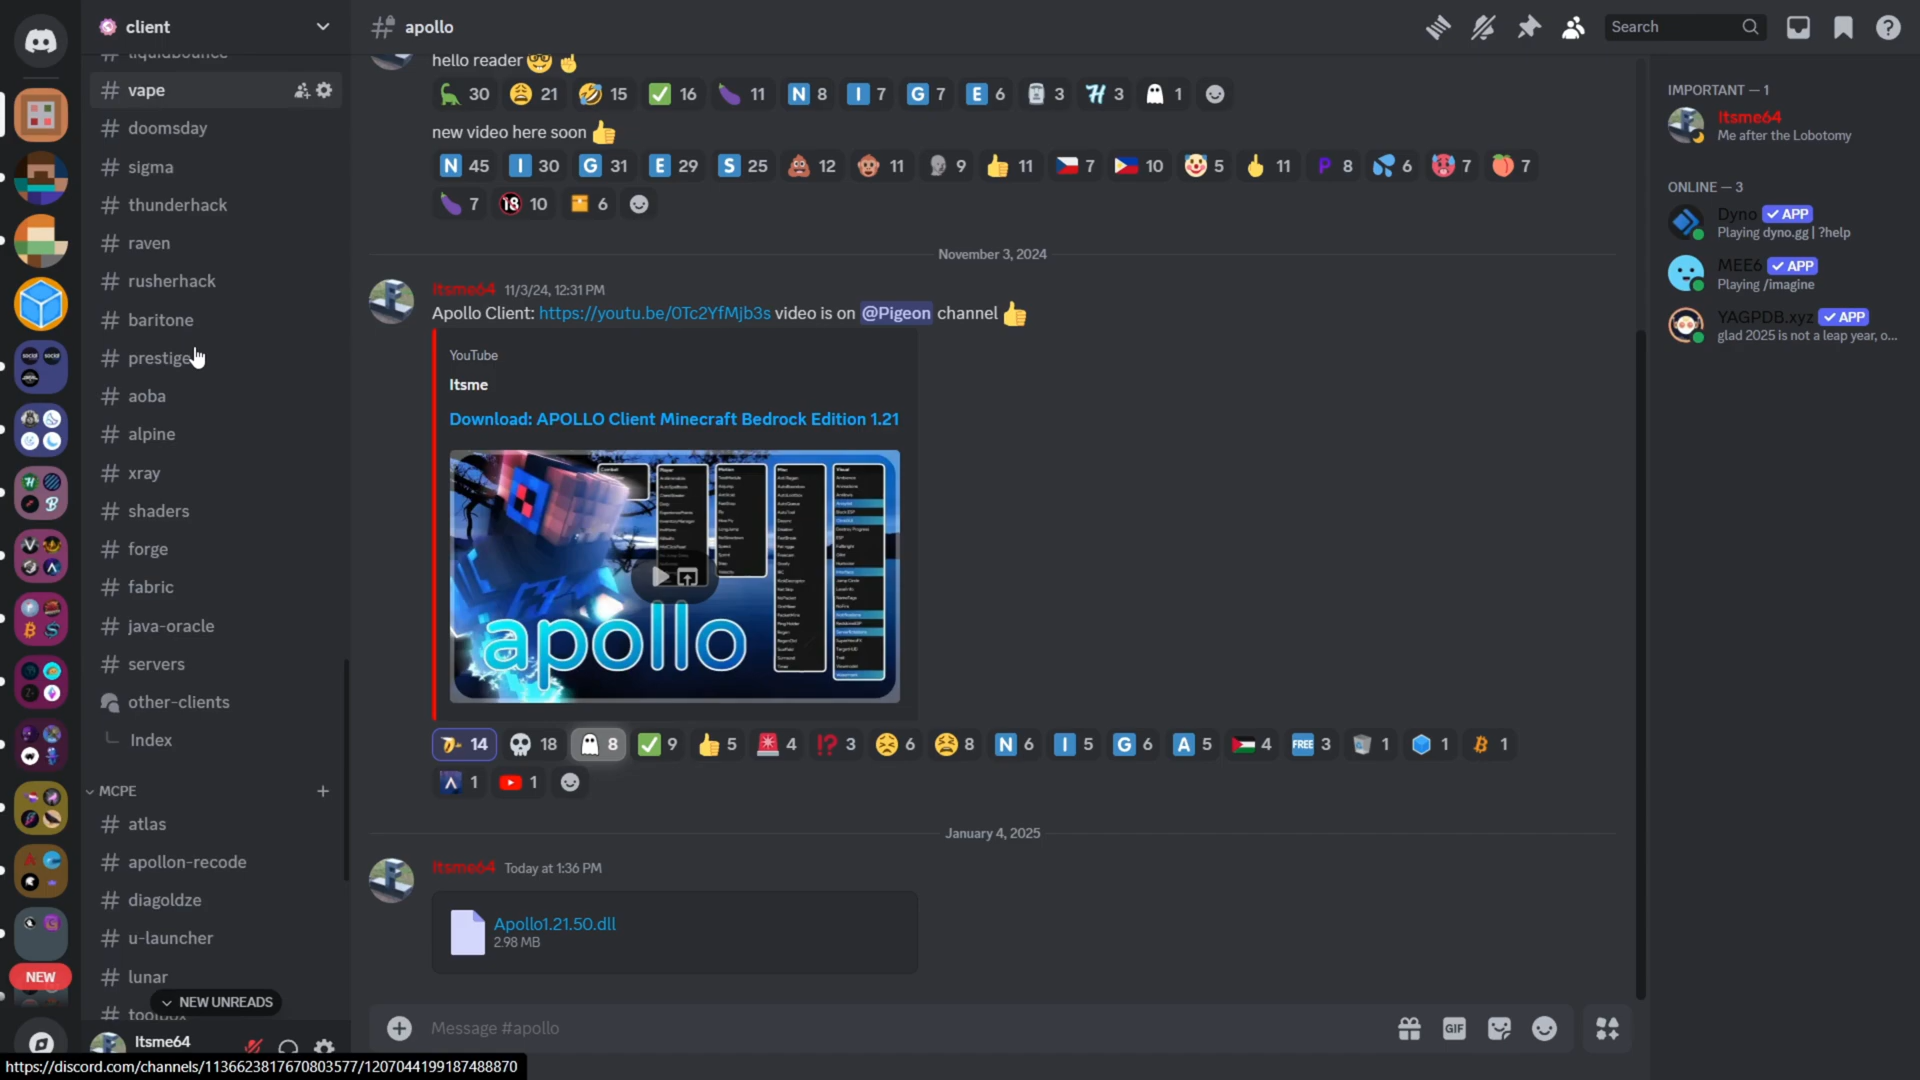 client
liquidbounce
vape
doomsday
sigma
thunderhack
raven
rusherhack
baritone
prestige
aoba
alpine
xray
shaders
forge
fabric
java-oracle
servers
other-clients
Index
MCPE
atlas
apollon-recode
diagoldze
u-launcher
lunar
toolbox
NEW UNREADS
NEW
Itsme64
https://discord.com/channels/1136623817670803577/1207044199187488870
apollo
Search
hello reader
30 21 15 16 11 N 8 I 7 G 7 E 6 3 3 1
new video here soon
N 45 I 30 G 31 E 29 S 25 12 11 9 11 7 10 5 11 P 8 6 7 7
7 18 10 6
November 3, 2024
Itsme64 11/3/24, 12:31 PM
Apollo Client: https://youtu.be/0Tc2YfMjb3s video is on @Pigeon channel
YouTube
Itsme
Download: APOLLO Client Minecraft Bedrock Edition 1.21
apollo
14 18 8 9 5 4 !? 3 6 8 N 6 I 5 G 6 A 5 4 FREE 3 1 1 1
1 1
January 4, 2025
Itsme64 Today at 1:36 PM
Apollo1.21.50.dll
2.98 MB
Message #apollo
GIF
IMPORTANT — 1
Itsme64
Me after the Lobotomy
ONLINE — 3
Dyno APP
Playing dyno.gg | ?help
MEE6 APP
Playing /imagine
YAGPDB.xyz APP
glad 2025 is not a leap year, o...